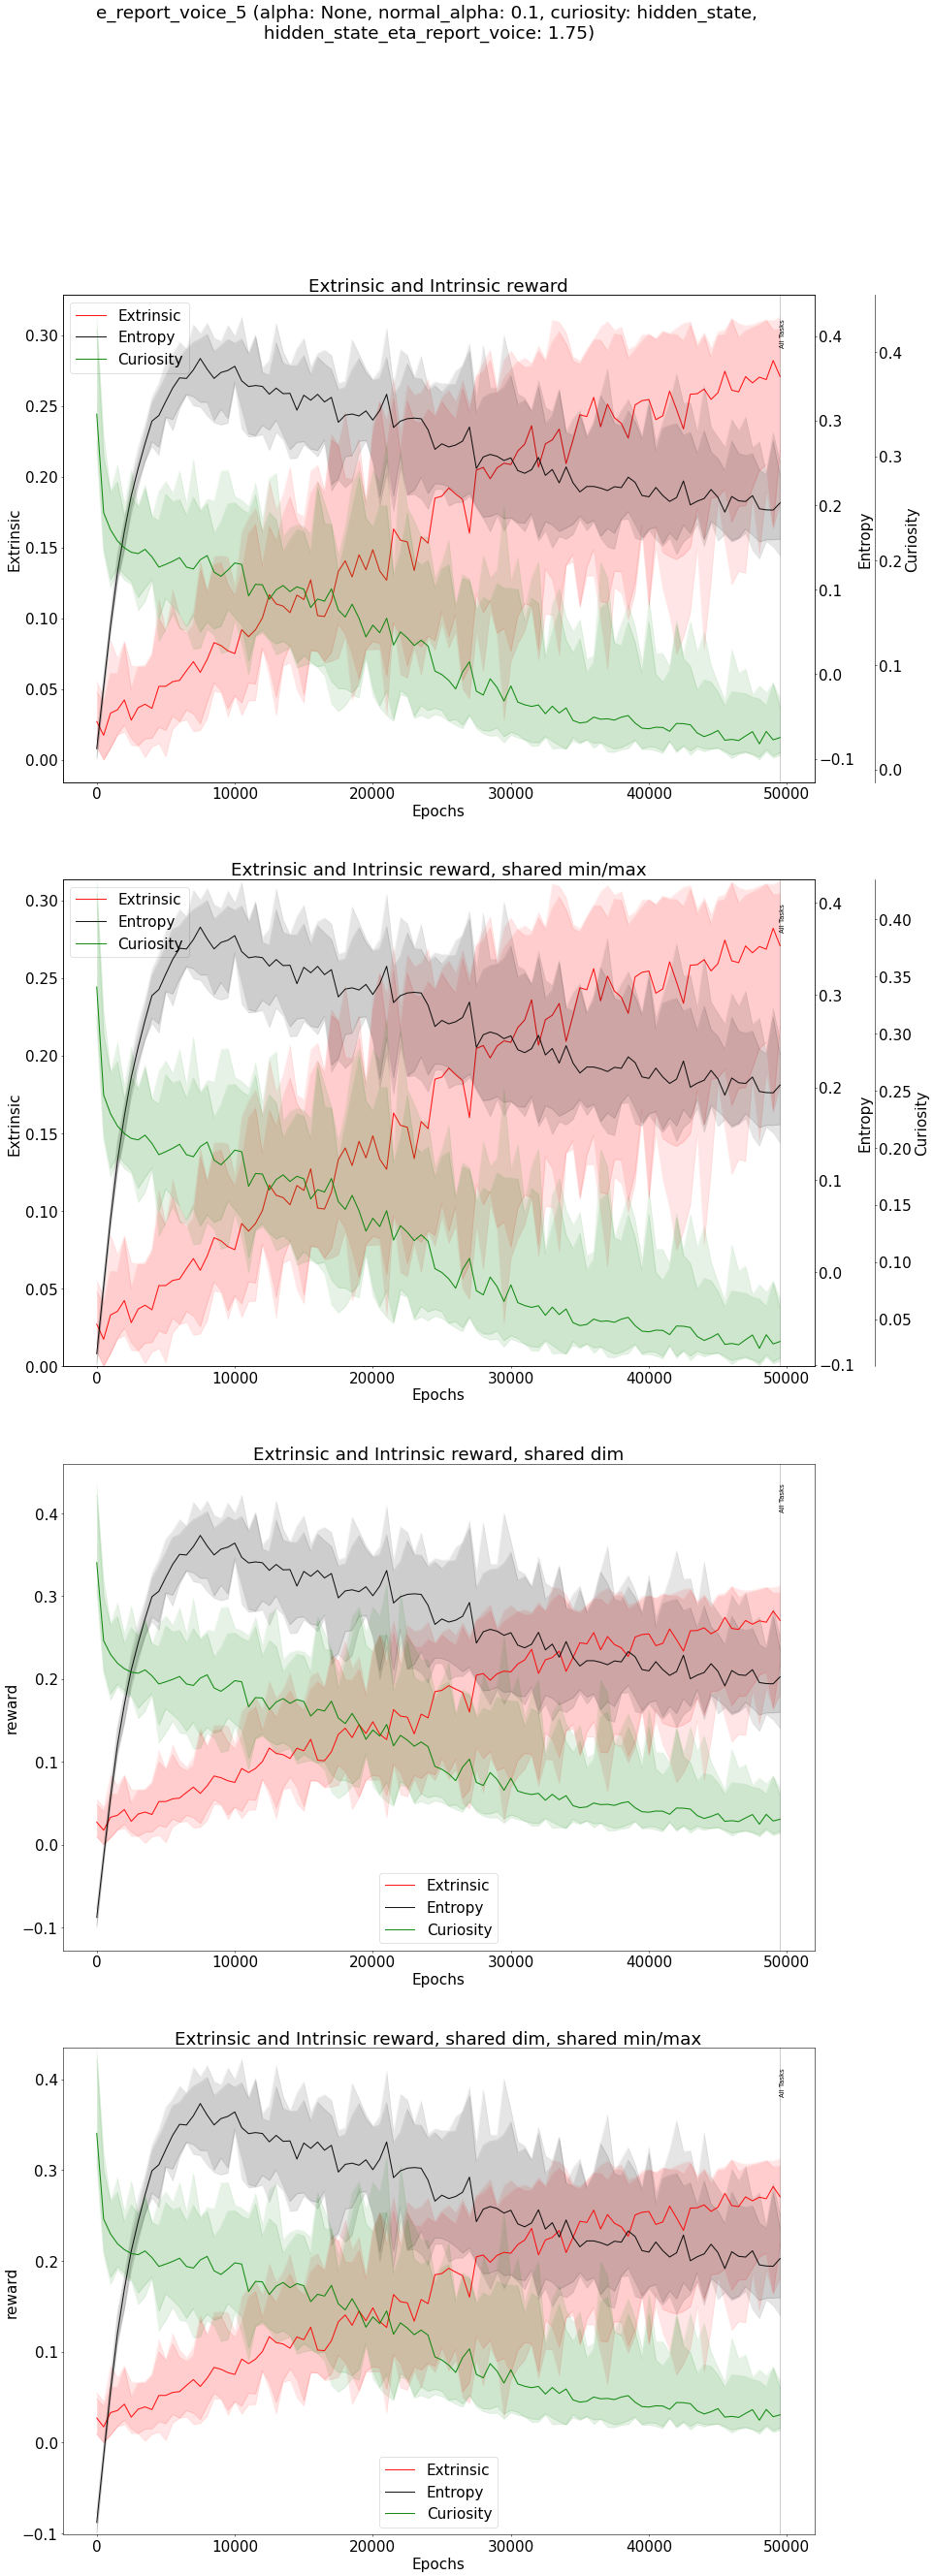 e_report_voice_5 (alpha: None, normal_alpha: 0.1, curiosity: hidden_state,
hidden_state_eta_report_voice: 1.75)
Extrinsic and Intrinsic reward
Extrinsic
Entropy
Curiosity
All Tasks
0.30
0.25
0.20
0.15
0.10
0.05
0.00
Extrinsic
0.4
0.3
0.2
0.1
0.0
−0.1
Entropy
0.4
0.3
0.2
0.1
0.0
Curiosity
0 10000 20000 30000 40000 50000
Epochs
Extrinsic and Intrinsic reward, shared min/max
Extrinsic
Entropy
Curiosity
All Tasks
0.30
0.25
0.20
0.15
0.10
0.05
0.00
Extrinsic
0.4
0.3
0.2
0.1
0.0
−0.1
Entropy
0.40
0.35
0.30
0.25
0.20
0.15
0.10
0.05
Curiosity
0 10000 20000 30000 40000 50000
Epochs
Extrinsic and Intrinsic reward, shared dim
All Tasks
0.4
0.3
0.2
0.1
0.0
−0.1
reward
Extrinsic
Entropy
Curiosity
0 10000 20000 30000 40000 50000
Epochs
Extrinsic and Intrinsic reward, shared dim, shared min/max
All Tasks
0.4
0.3
0.2
0.1
0.0
−0.1
reward
Extrinsic
Entropy
Curiosity
0 10000 20000 30000 40000 50000
Epochs